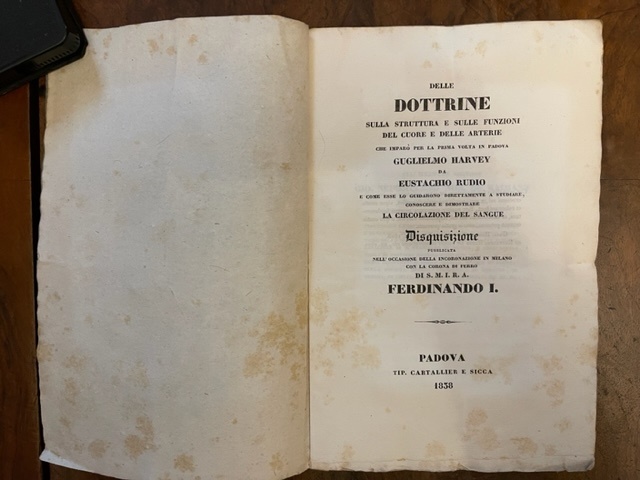 DELLE
DOTTRINE
SULLA STRUTTURA E SULLE FUNZIONI
DEL CUORE E DELLE ARTERIE
CHE IMPARÒ PER LA PRIMA VOLTA IN PADOVA
GUGLIELMO HARVEY
DA
EUSTACHIO RUDIO
E COME ESSE LO GUIDARONO DIRETTAMENTE A STUDIARE,
CONOSCERE E DIMOSTRARE
LA CIRCOLAZIONE DEL SANGUE
Disquisizione
PUBBLICATA
NELL'OCCASIONE DELLA INCORONAZIONE IN MILANO
CON LA CORONA DI FERRO
DI S. M. I. R. A.
FERDINANDO I.
PADOVA
TIP. CARTALLIER E SICCA
1838